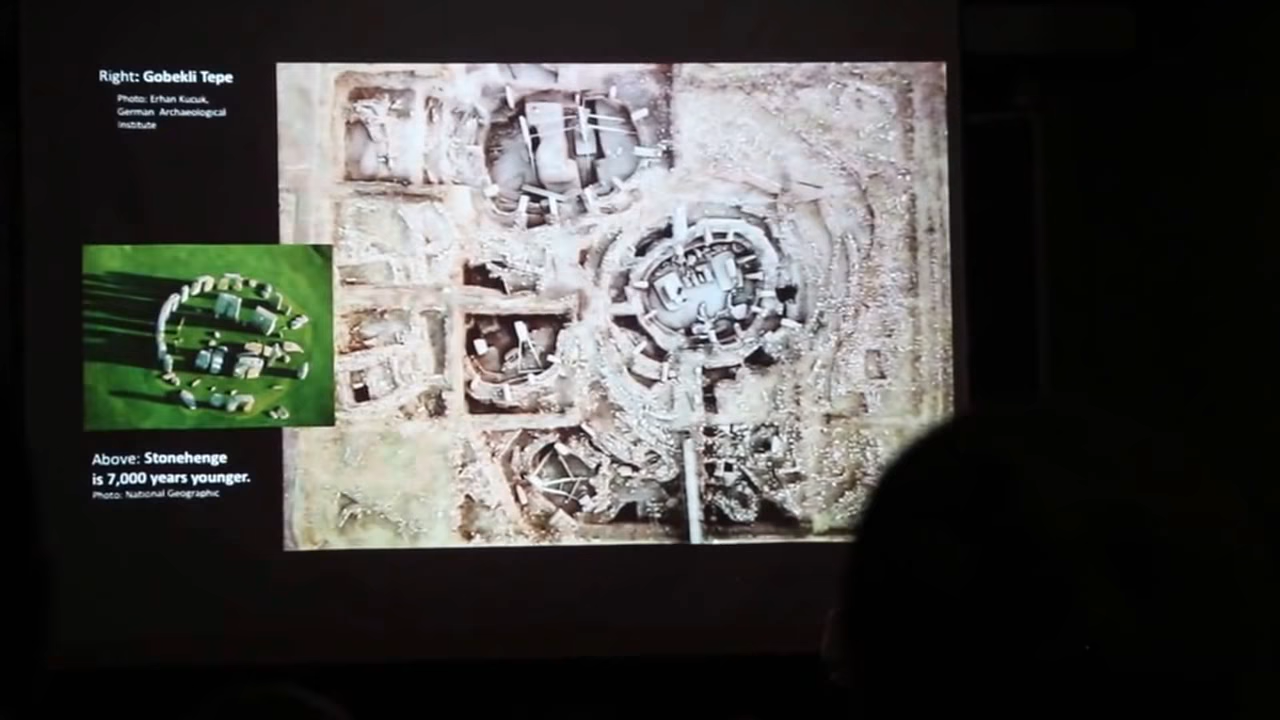 Right: Gobekli Tepe
Photo: Erhan Kucuk,
German Archaeological
Institute
Above: Stonehenge
is 7,000 years younger.
Photo: National Geographic